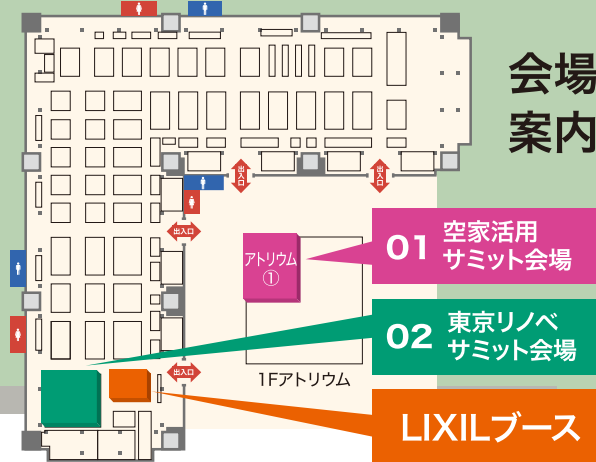 会場
案内
出入口
出入口
出入口
アトリウム
①
01 空家活用
サミット会場
02 東京リノベ
サミット会場
出入口
1Fアトリウム
LIXILブース